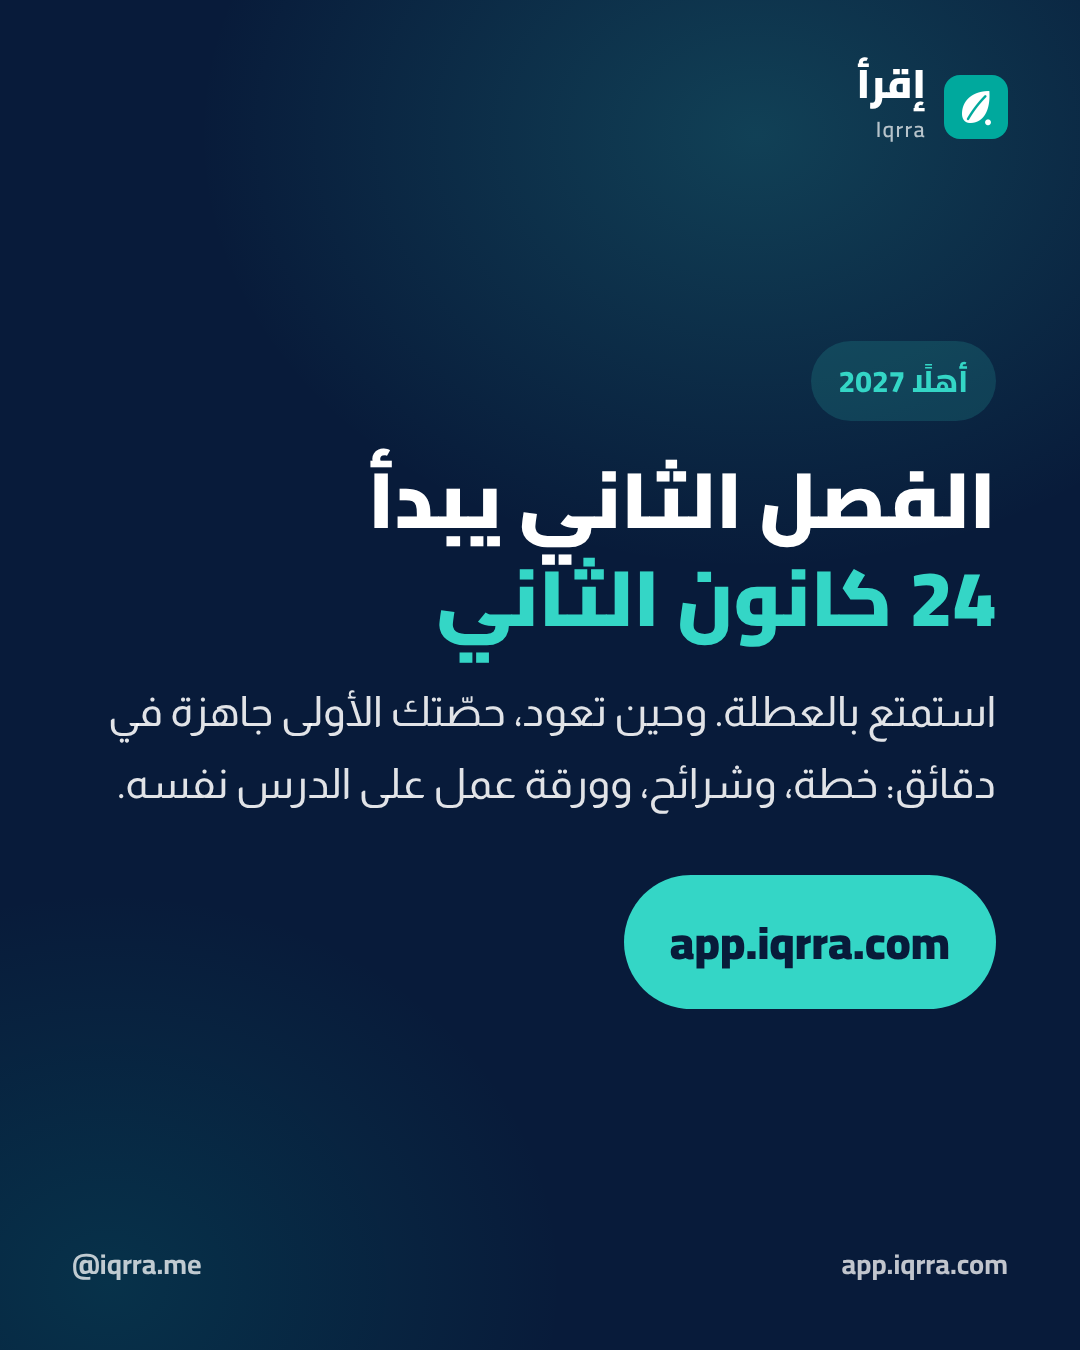 إقرأ
Iqrra
أهلًا 2027
الفصل الثاني يبدأ
24 كانون الثاني
استمتع بالعطلة. وحين تعود، حصّتك الأولى جاهزة في
دقائق: خطة، وشرائح، وورقة عمل على الدرس نفسه.
app.iqrra.com
app.iqrra.com
@iqrra.me